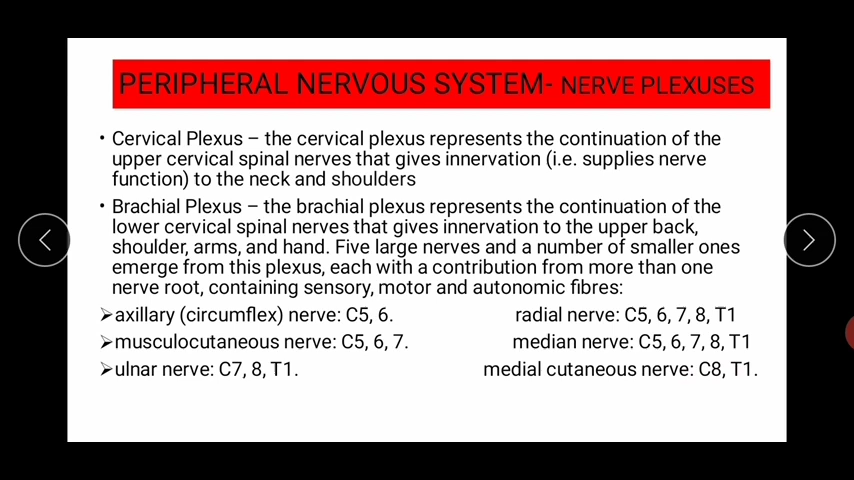 PERIPHERAL NERVOUS SYSTEM- NERVE PLEXUSES
• Cervical Plexus – the cervical plexus represents the continuation of the
upper cervical spinal nerves that gives innervation (i.e. supplies nerve
function) to the neck and shoulders
• Brachial Plexus – the brachial plexus represents the continuation of the
lower cervical spinal nerves that gives innervation to the upper back,
shoulder, arms, and hand. Five large nerves and a number of smaller ones
emerge from this plexus, each with a contribution from more than one
nerve root, containing sensory, motor and autonomic fibres:
➢axillary (circumflex) nerve: C5, 6. radial nerve: C5, 6, 7, 8, T1
➢musculocutaneous nerve: C5, 6, 7. median nerve: C5, 6, 7, 8, T1
➢ulnar nerve: C7, 8, T1. medial cutaneous nerve: C8, T1.